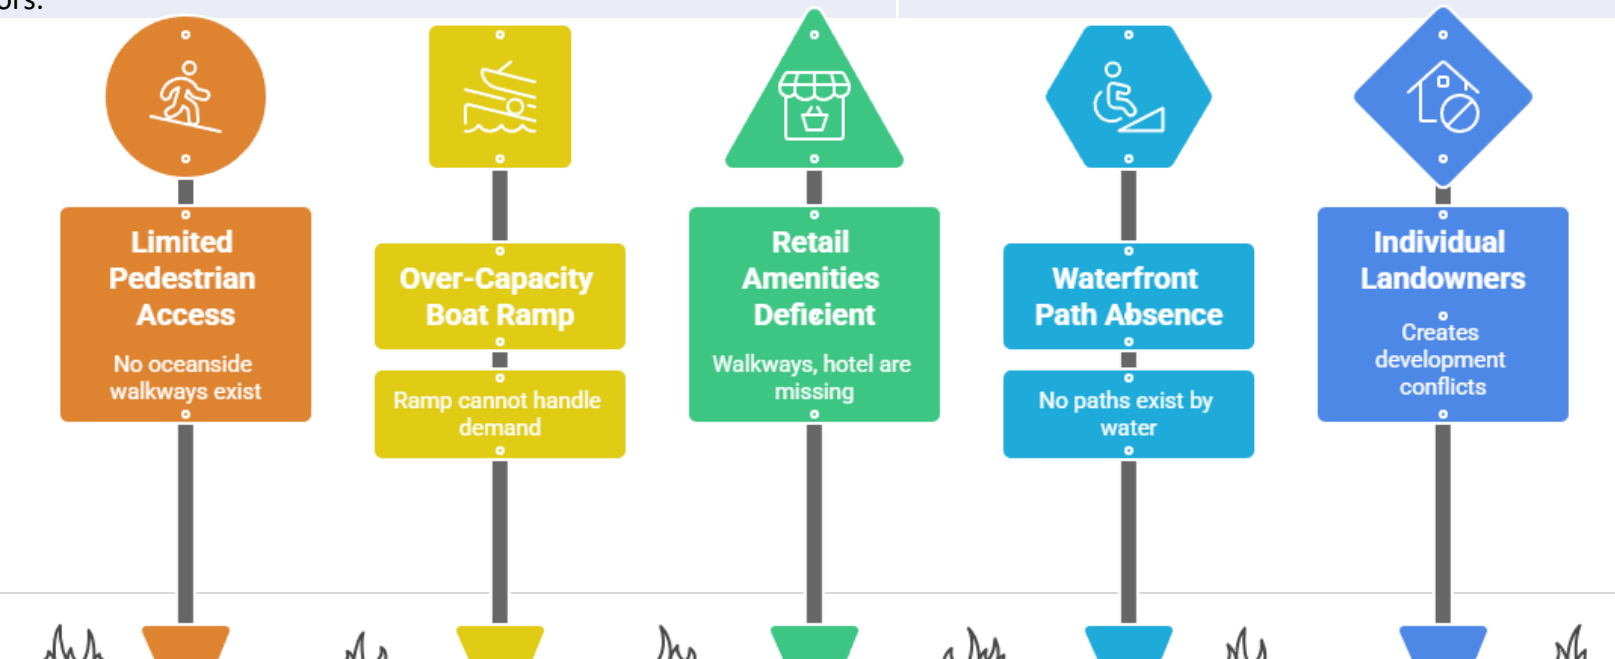 ors.
Limited
Pedestrian
Access
No oceanside
walkways exist
Over-Capacity
Boat Ramp
Ramp cannot handle
demand
Retail
Amenities
Deficient
Walkways, hotel are
missing
Waterfront
Path Absence
No paths exist by
water
Individual
Landowners
Creates
development
conflicts